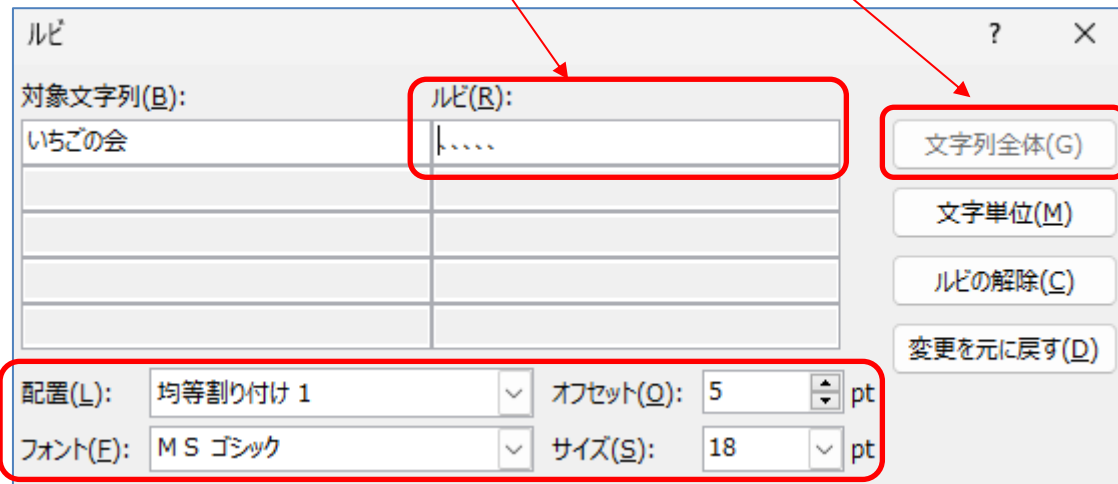 ルビ ? ×
対象文字列(B): ルビ(R):
いちごの会 、、、、、 文字列全体(G)
文字単位(M)
ルビの解除(C)
変更を元に戻す(D)
配置(L): 均等割り付け 1 オフセット(O): 5 pt
フォント(F): ＭＳ ゴシック サイズ(S): 18 pt